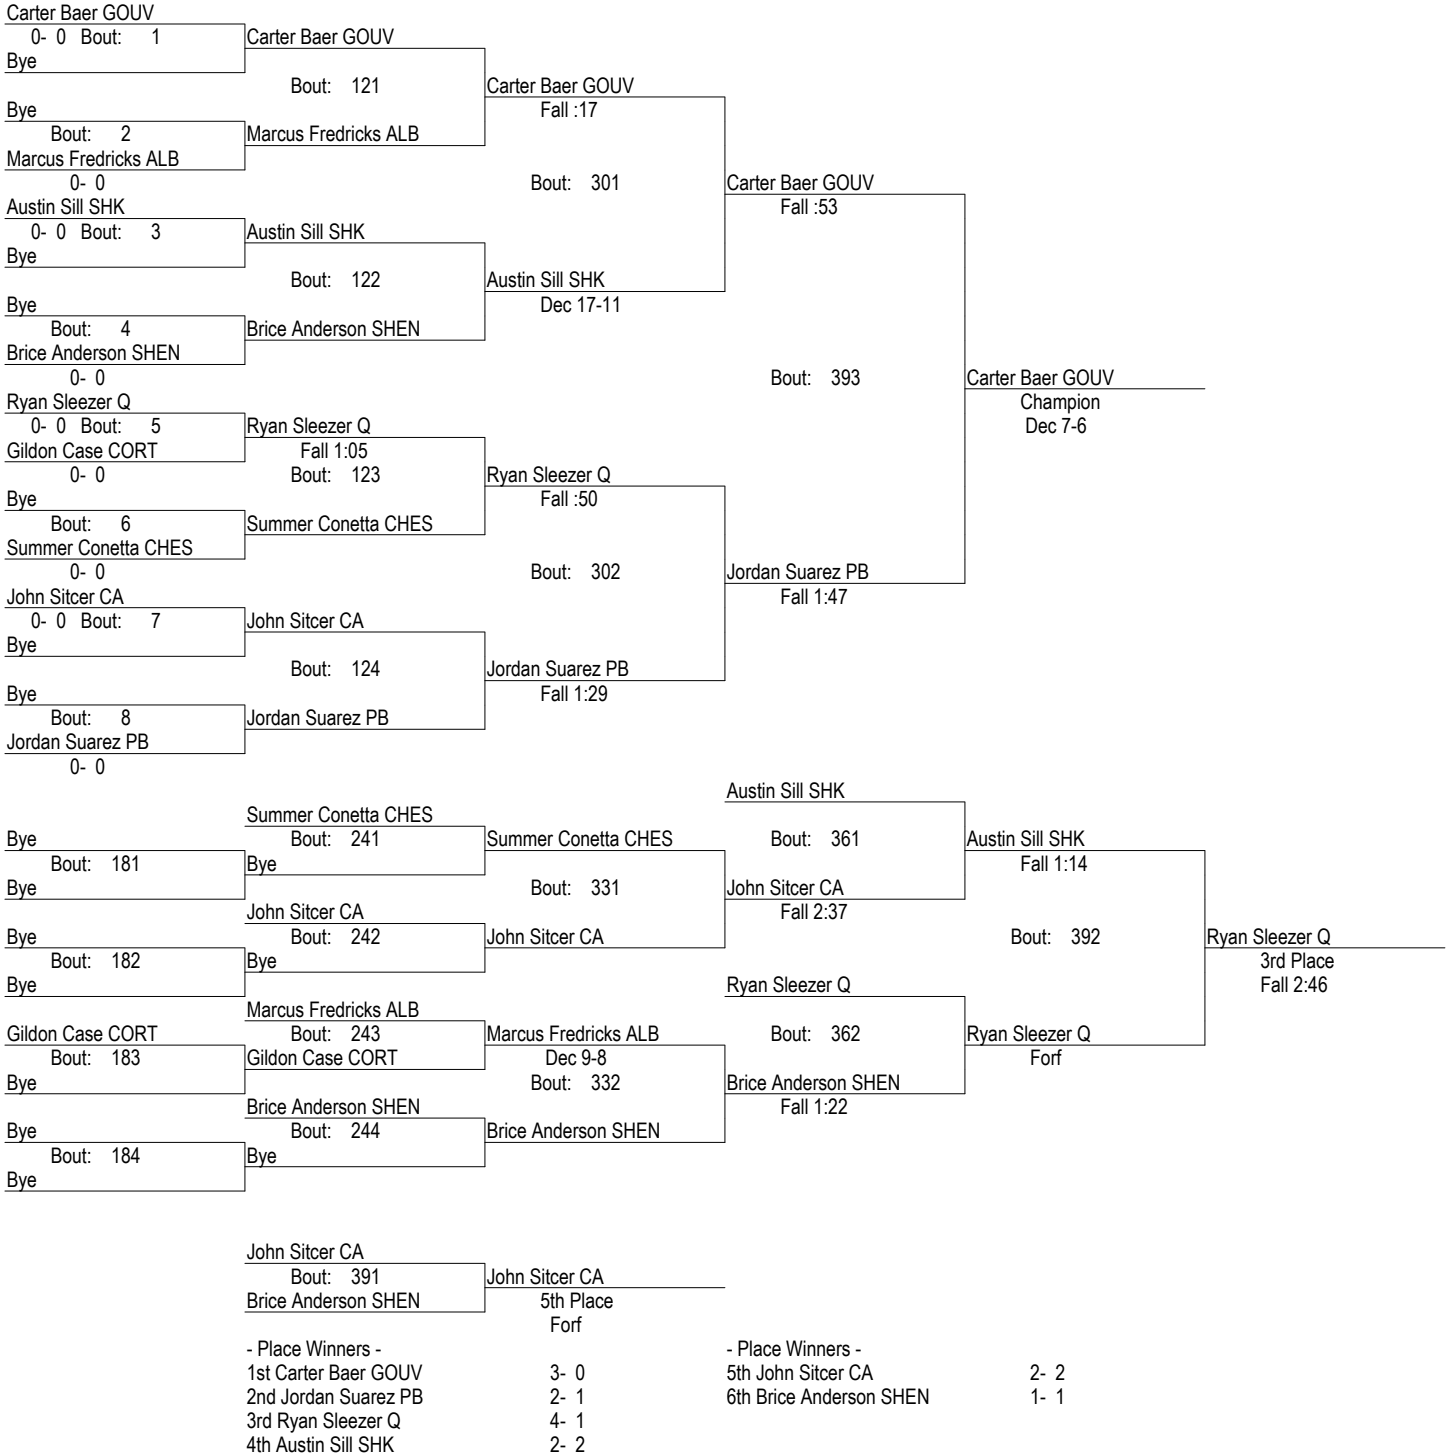 Carter Baer GOUV
0- 0 Bout: 1
Carter Baer GOUV
Bye
Bout: 121
Carter Baer GOUV
Bye
Fall :17
Bout: 2
Marcus Fredricks ALB
Marcus Fredricks ALB
0- 0
Bout: 301
Carter Baer GOUV
Austin Sill SHK
Fall :53
0- 0 Bout: 3
Austin Sill SHK
Bye
Bout: 122
Austin Sill SHK
Bye
Dec 17-11
Bout: 4
Brice Anderson SHEN
Brice Anderson SHEN
0- 0
Bout: 393
Carter Baer GOUV
Ryan Sleezer Q
Champion
0- 0 Bout: 5
Ryan Sleezer Q
Dec 7-6
Gildon Case CORT
Fall 1:05
0- 0
Bout: 123
Ryan Sleezer Q
Bye
Fall :50
Bout: 6
Summer Conetta CHES
Summer Conetta CHES
0- 0
Bout: 302
Jordan Suarez PB
John Sitcer CA
Fall 1:47
0- 0 Bout: 7
John Sitcer CA
Bye
Bout: 124
Jordan Suarez PB
Bye
Fall 1:29
Bout: 8
Jordan Suarez PB
Jordan Suarez PB
0- 0
Austin Sill SHK
Summer Conetta CHES
Bye
Bout: 241
Summer Conetta CHES
Bout: 361
Austin Sill SHK
Bout: 181
Bye
Fall 1:14
Bye
Bout: 331
John Sitcer CA
John Sitcer CA
Fall 2:37
Bye
Bout: 242
John Sitcer CA
Bout: 392
Ryan Sleezer Q
Bout: 182
Bye
3rd Place
Bye
Ryan Sleezer Q
Fall 2:46
Marcus Fredricks ALB
Gildon Case CORT
Bout: 243
Marcus Fredricks ALB
Bout: 362
Ryan Sleezer Q
Bout: 183
Gildon Case CORT
Dec 9-8
Forf
Bye
Bout: 332
Brice Anderson SHEN
Brice Anderson SHEN
Fall 1:22
Bye
Bout: 244
Brice Anderson SHEN
Bout: 184
Bye
Bye
John Sitcer CA
Bout: 391
John Sitcer CA
Brice Anderson SHEN
5th Place
Forf
- Place Winners -
1st Carter Baer GOUV 3- 0
2nd Jordan Suarez PB 2- 1
3rd Ryan Sleezer Q 4- 1
4th Austin Sill SHK 2- 2
- Place Winners -
5th John Sitcer CA 2- 2
6th Brice Anderson SHEN 1- 1